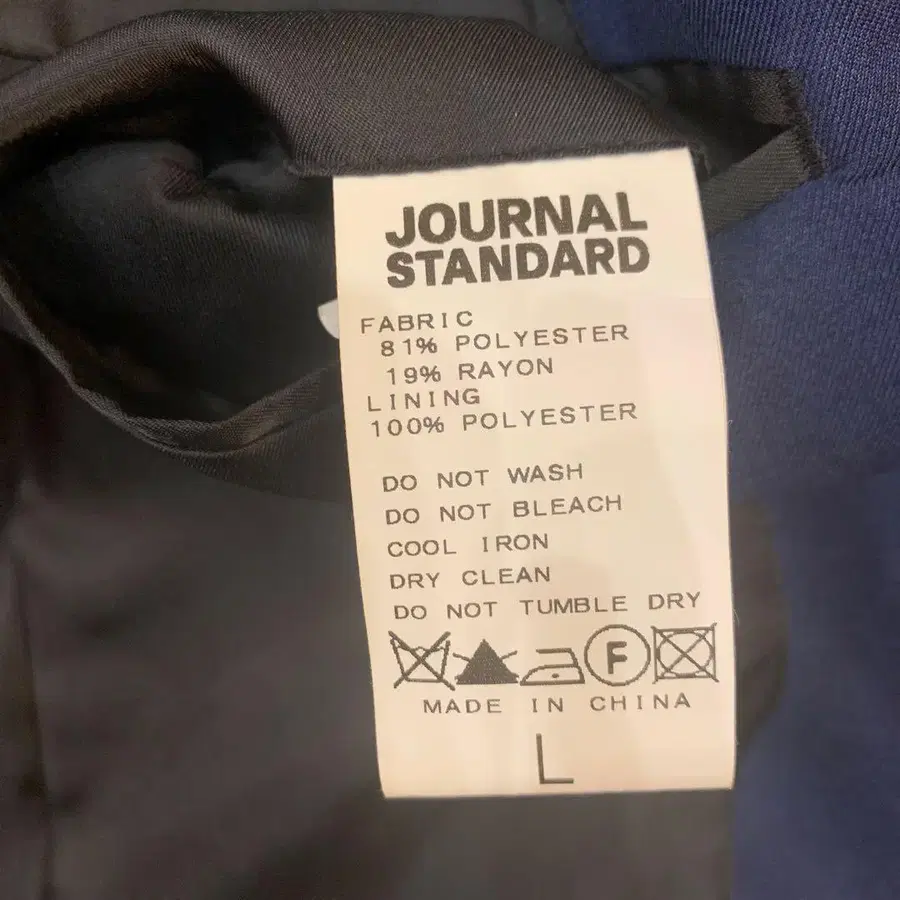 JOURNAL
STANDARD
FABRIC
81% POLYESTER
19% RAYON
LINING
100% POLYESTER
DO NOT WASH
DO NOT BLEACH
COOL IRON
DRY CLEAN
DO NOT TUMBLE DRY
F
MADE IN CHINA
L